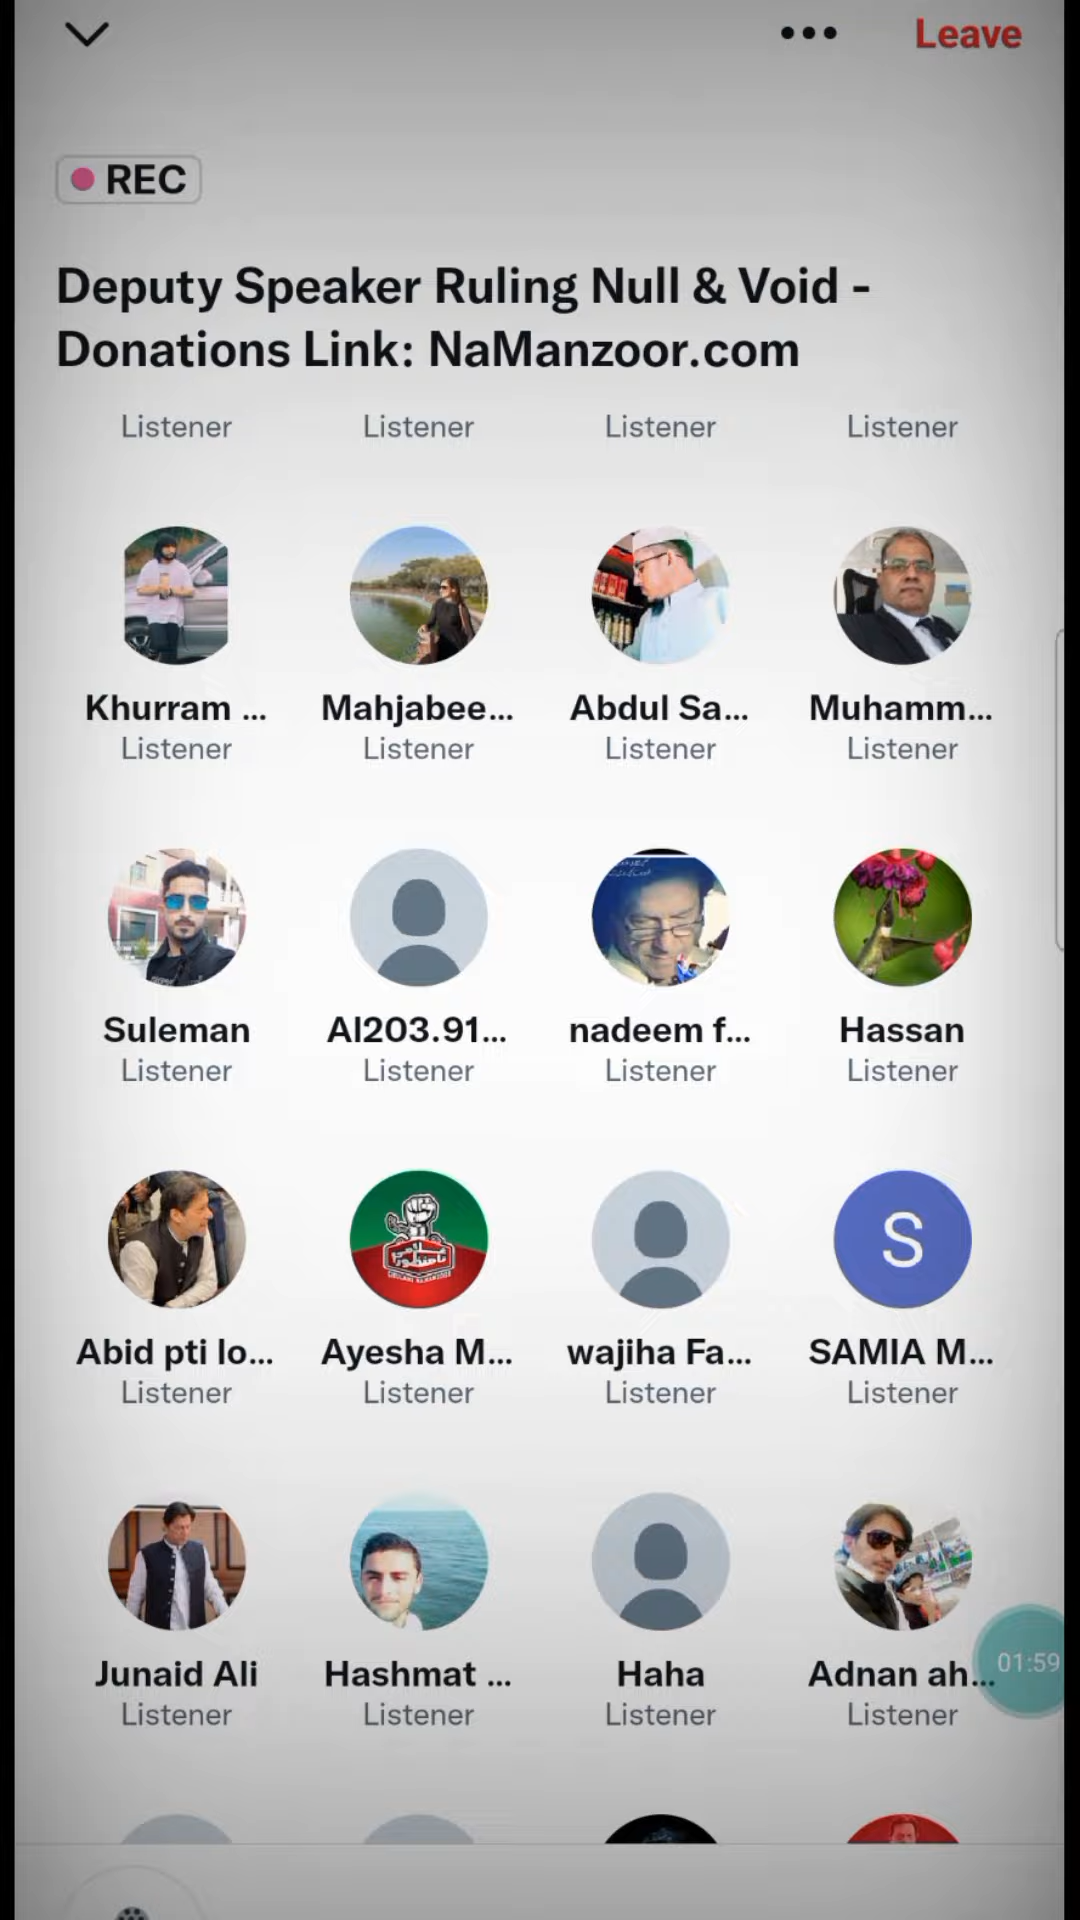 Leave
REC
Deputy Speaker Ruling Null & Void -
Donations Link: NaManzoor.com
Listener Listener Listener Listener
Khurram ... Mahjabee... Abdul Sa... Muhamm...
Listener Listener Listener Listener
Suleman Al203.91... nadeem f... Hassan
Listener Listener Listener Listener
Abid pti lo... Ayesha M... wajiha Fa... SAMIA M...
Listener Listener Listener Listener
S
Junaid Ali Hashmat ... Haha Adnan ah...
01:59
Listener Listener Listener Listener